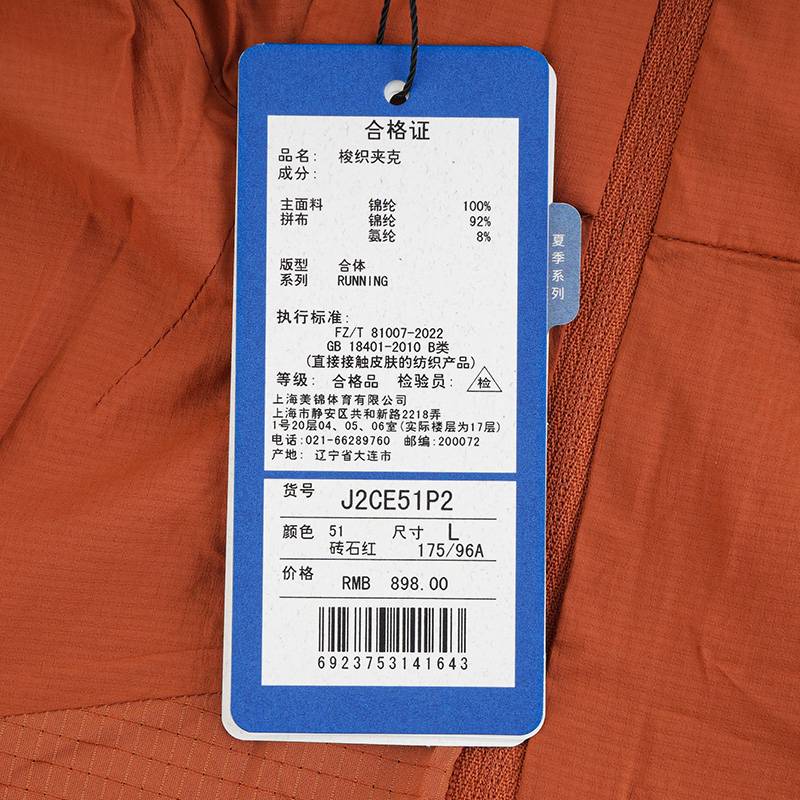 合格证
品名: 梭织夹克
成分:
主面料 锦纶 100%
拼布 锦纶 92%
氨纶 8%
版型 合体
系列 RUNNING
执行标准:
FZ/T 81007-2022
GB 18401-2010 B类
(直接接触皮肤的纺织产品)
等级: 合格品 检验员: 检
上海美锦体育有限公司
上海市静安区共和新路2218弄
1号20层04、05、06室(实际楼层为17层)
电话:021-66289760 邮编:200072
产地: 辽宁省大连市
货号 J2CE51P2
颜色 51 尺寸 L
砖石红 175/96A
价格 RMB 898.00
6923753141643
夏季系列